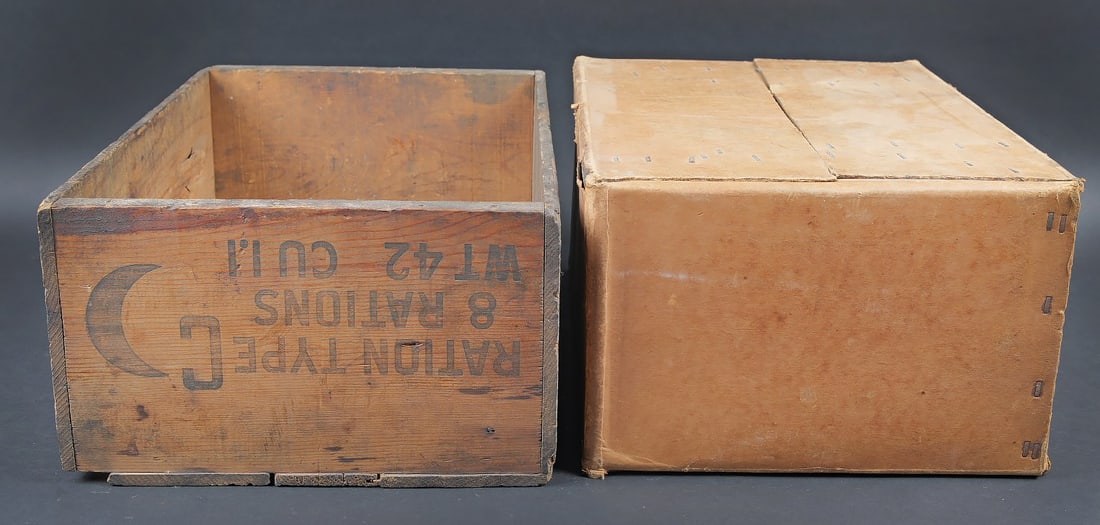 RATION TYPE C
8 RATIONS
WT 42 CU 1.1